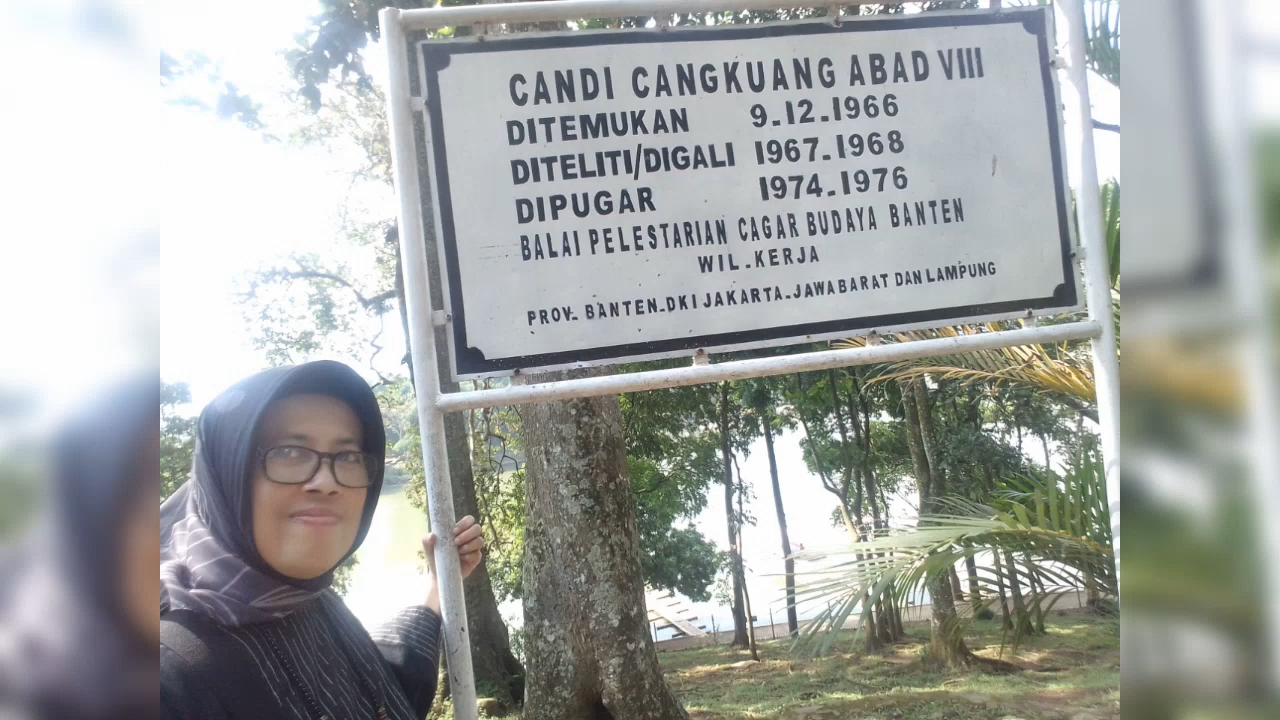 CANDI CANGKUANG ABAD VIII
DITEMUKAN 9.12.1966
DITELITI/DIGALI 1967-1968
DIPUGAR 1974-1976
BALAI PELESTARIAN CAGAR BUDAYA BANTEN
WIL.KERJA
PROV. BANTEN-DKI JAKARTA-JAWA BARAT DAN LAMPUNG